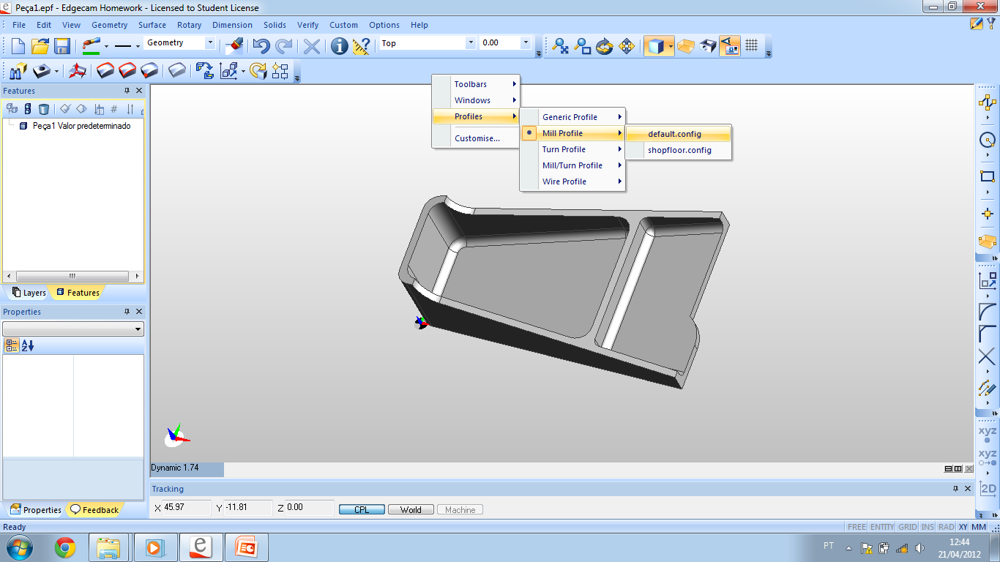 Peça1.epf - Edgecam Homework - Licensed to Student License
File Edit View Geometry Surface Rotary Dimension Solids Verify Custom Options Help
Geometry Top 0.00
Features
Peça1 Valor predeterminado
Layers Features
Properties
Properties Feedback
Toolbars
Windows
Profiles
Customise...
Generic Profile
Mill Profile
Turn Profile
Mill/Turn Profile
Wire Profile
default.config
shopfloor.config
xyz
xyz
2D
Dynamic 1.74
Tracking
X 45.97 Y -11.81 Z 0.00 CPL World Machine
Ready FREE ENTITY GRID INS RAD XY MM
PT 12:44
21/04/2012